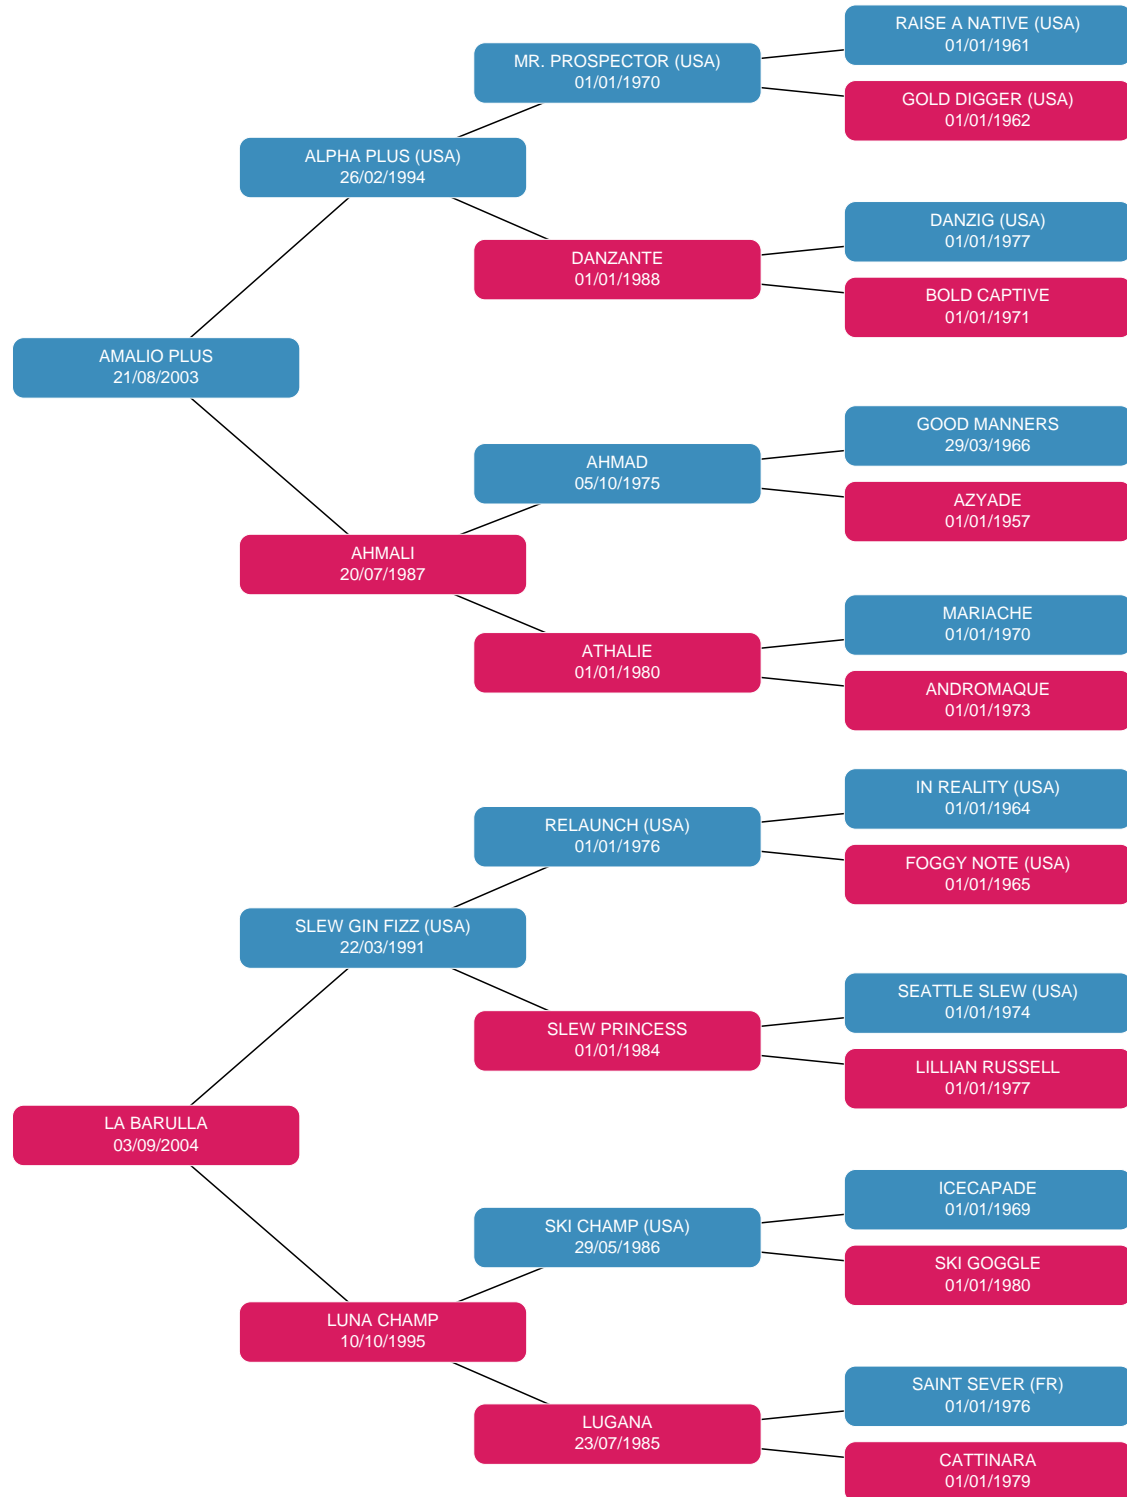 RAISE A NATIVE (USA)
01/01/1961
MR. PROSPECTOR (USA)
01/01/1970
GOLD DIGGER (USA)
01/01/1962
ALPHA PLUS (USA)
26/02/1994
DANZIG (USA)
01/01/1977
DANZANTE
01/01/1988
BOLD CAPTIVE
01/01/1971
AMALIO PLUS
21/08/2003
GOOD MANNERS
29/03/1966
AHMAD
05/10/1975
AZYADE
01/01/1957
AHMALI
20/07/1987
MARIACHE
01/01/1970
ATHALIE
01/01/1980
ANDROMAQUE
01/01/1973
IN REALITY (USA)
01/01/1964
RELAUNCH (USA)
01/01/1976
FOGGY NOTE (USA)
01/01/1965
SLEW GIN FIZZ (USA)
22/03/1991
SEATTLE SLEW (USA)
01/01/1974
SLEW PRINCESS
01/01/1984
LILLIAN RUSSELL
01/01/1977
LA BARULLA
03/09/2004
ICECAPADE
01/01/1969
SKI CHAMP (USA)
29/05/1986
SKI GOGGLE
01/01/1980
LUNA CHAMP
10/10/1995
SAINT SEVER (FR)
01/01/1976
LUGANA
23/07/1985
CATTINARA
01/01/1979